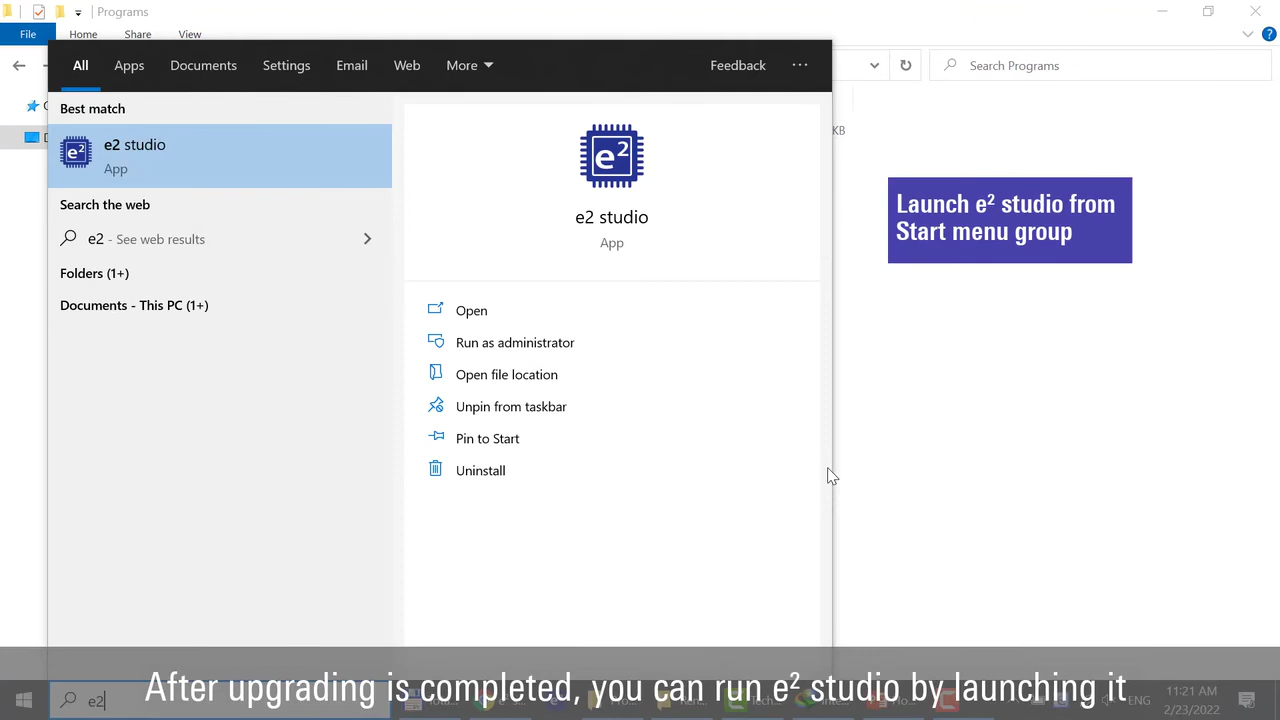 Programs
File
Home
Share
View
Search Programs
All
Apps
Documents
Settings
Email
Web
More
Feedback
Best match
e2 studio
App
Search the web
e2 - See web results
Folders (1+)
Documents - This PC (1+)
e²
e²
e2 studio
App
Open
Run as administrator
Open file location
Unpin from taskbar
Pin to Start
Uninstall
KB
Launch e² studio from
Start menu group
After upgrading is completed, you can run e² studio by launching it
e2
ENG
11:21 AM
2/23/2022